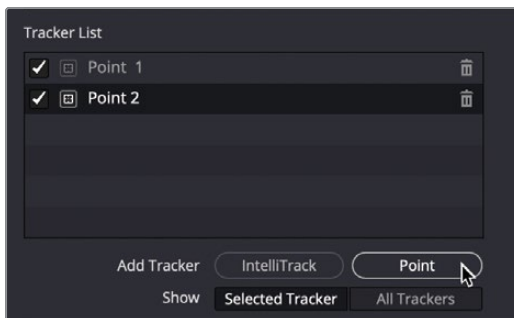 Tracker List
Point 1
Point 2
Add Tracker IntelliTrack Point
Show Selected Tracker All Trackers